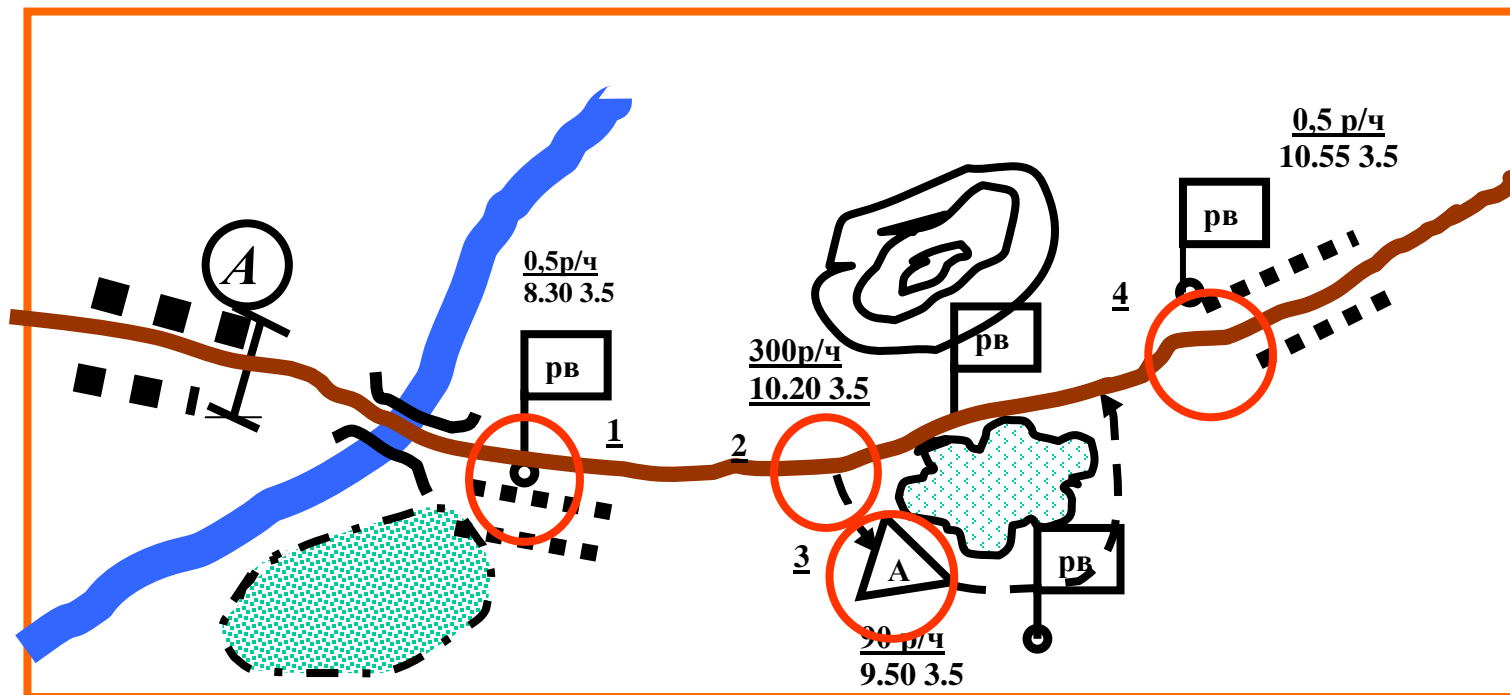 0,5 р/ч
10.55 3.5
рв
А
0,5р/ч
8.30 3.5
4
рв
300р/ч
10.20 3.5
рв
1
2
3
А
рв
90 р/ч
9.50 3.5